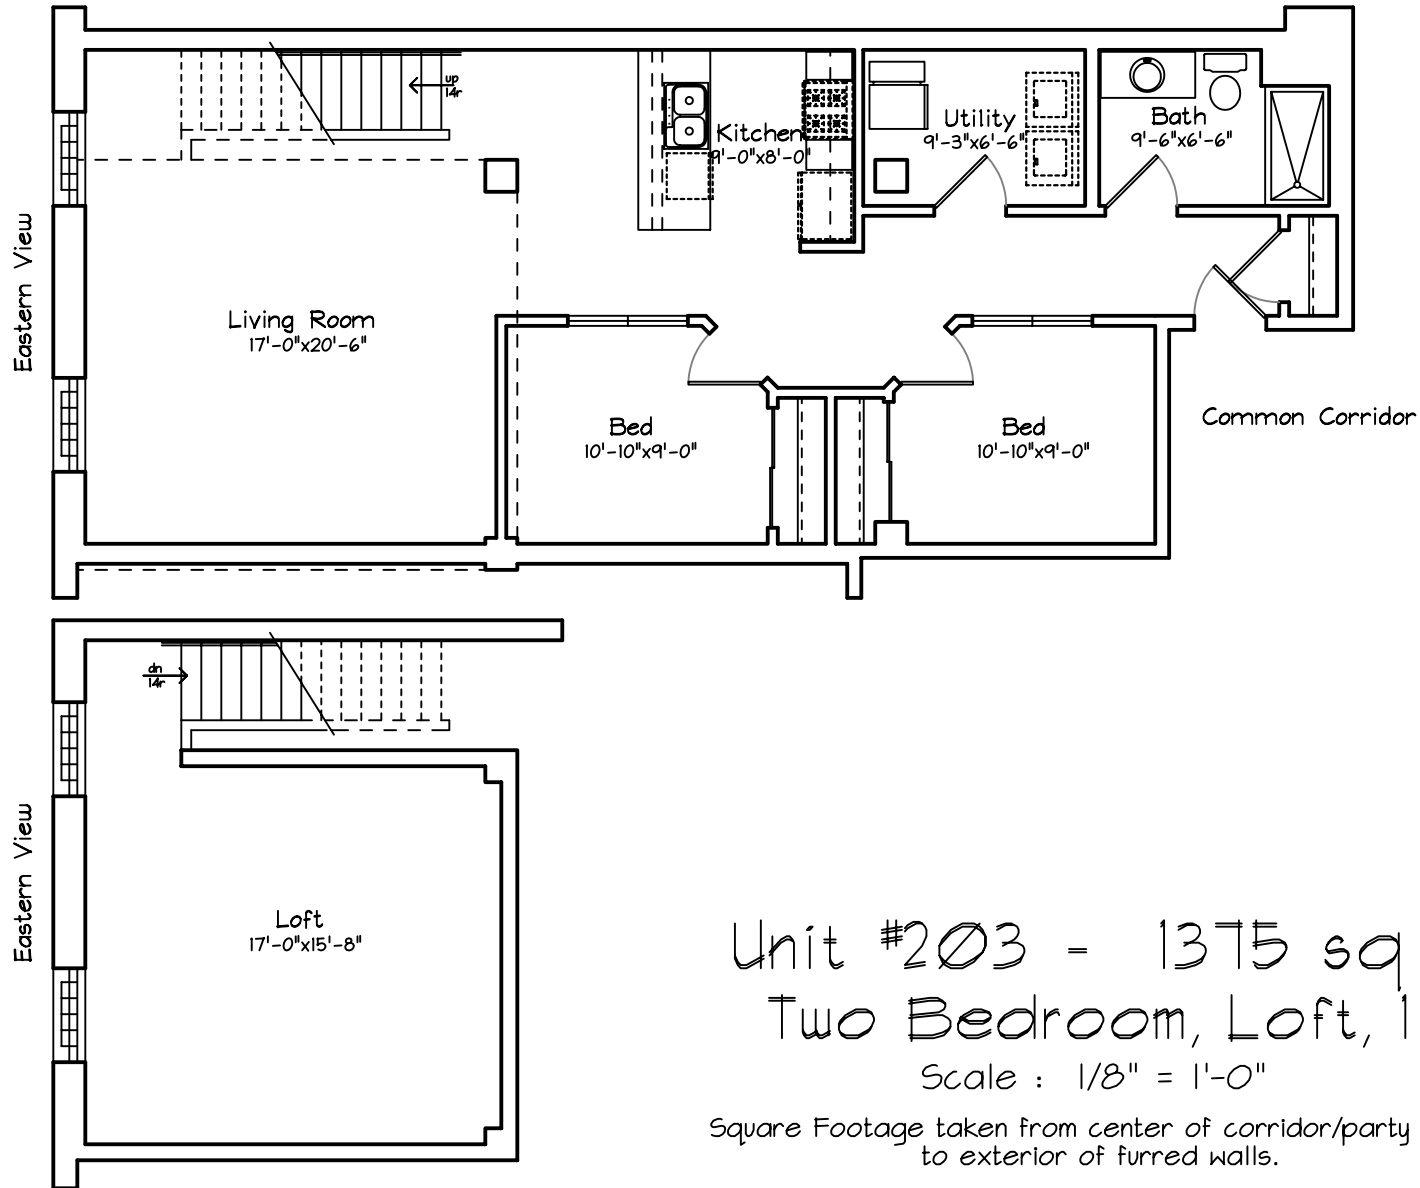 up
14r
Kitchen
9'-0"x8'-0"
Utility
9'-3"x6'-6"
Bath
9'-6"x6'-6"
Eastern View
Living Room
17'-0"x20'-6"
Bed
10'-10"x9'-0"
Bed
10'-10"x9'-0"
Common Corridor
dn
14r
Eastern View
Loft
17'-0"x15'-8"
Unit #203 - 1375 sq
Two Bedroom, Loft, 1
Scale : 1/8" = 1'-0"
Square Footage taken from center of corridor/party
to exterior of furred walls.